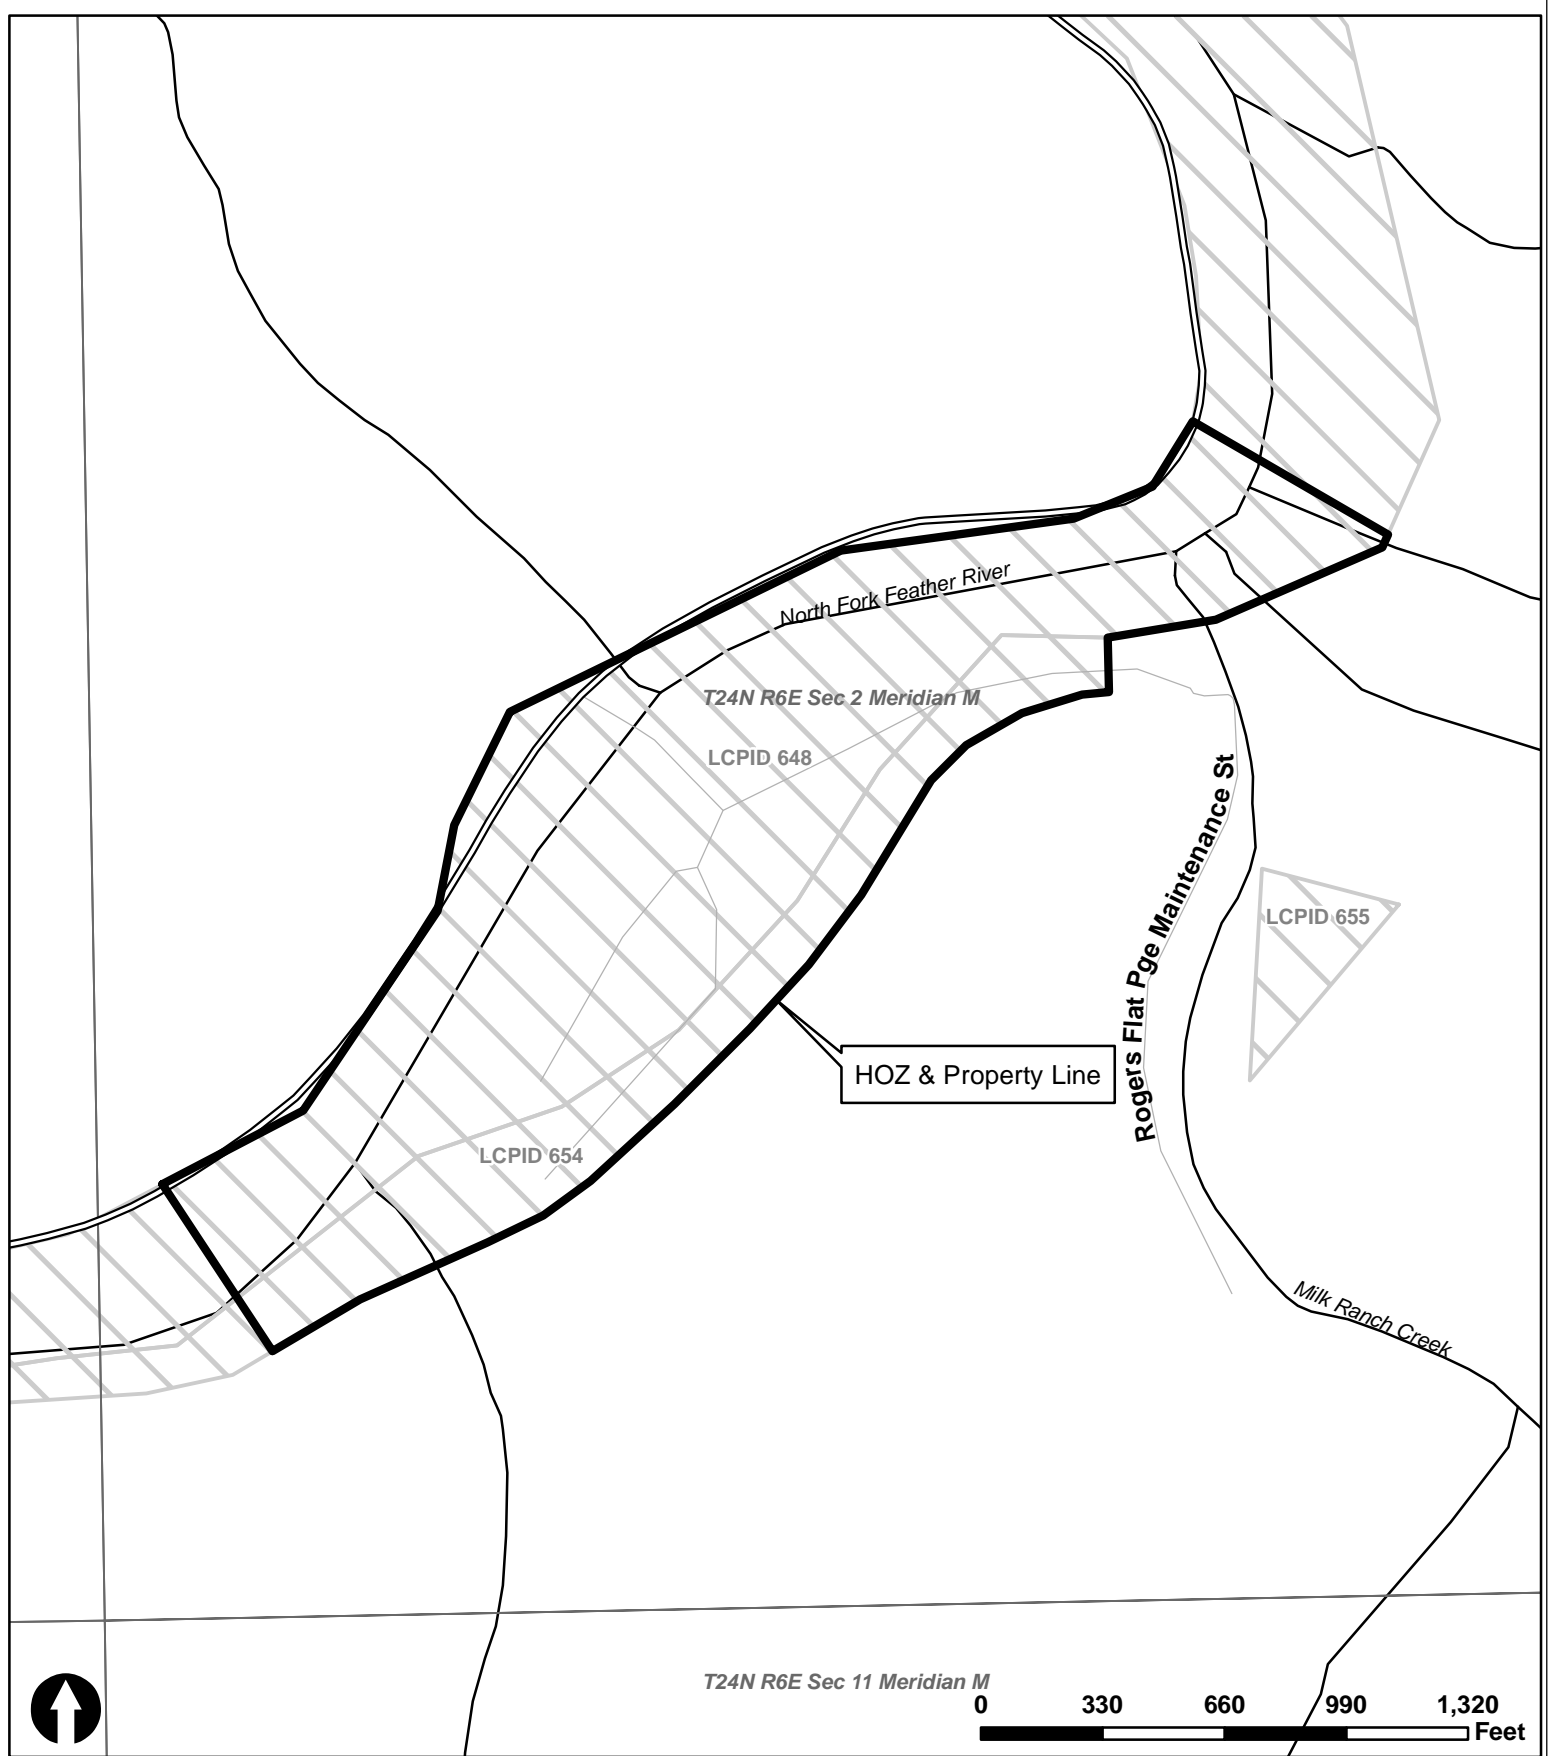 North Fork Feather River
T24N R6E Sec 2 Meridian M
LCPID 648
Rogers Flat Pge Maintenance St
LCPID 655
HOZ & Property Line
LCPID 654
Milk Ranch Creek
T24N R6E Sec 11 Meridian M
0 330 660 990 1,320
Feet